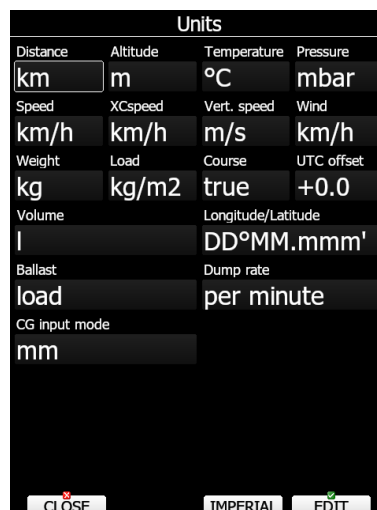 Units
Distance Altitude Temperature Pressure
km m °C mbar
Speed XCspeed Vert. speed Wind
km/h km/h m/s km/h
Weight Load Course UTC offset
kg kg/m2 true +0.0
Volume Longitude/Latitude
l DD°MM.mmm'
Ballast Dump rate
load per minute
CG input mode
mm
CLOSE IMPERIAL EDIT